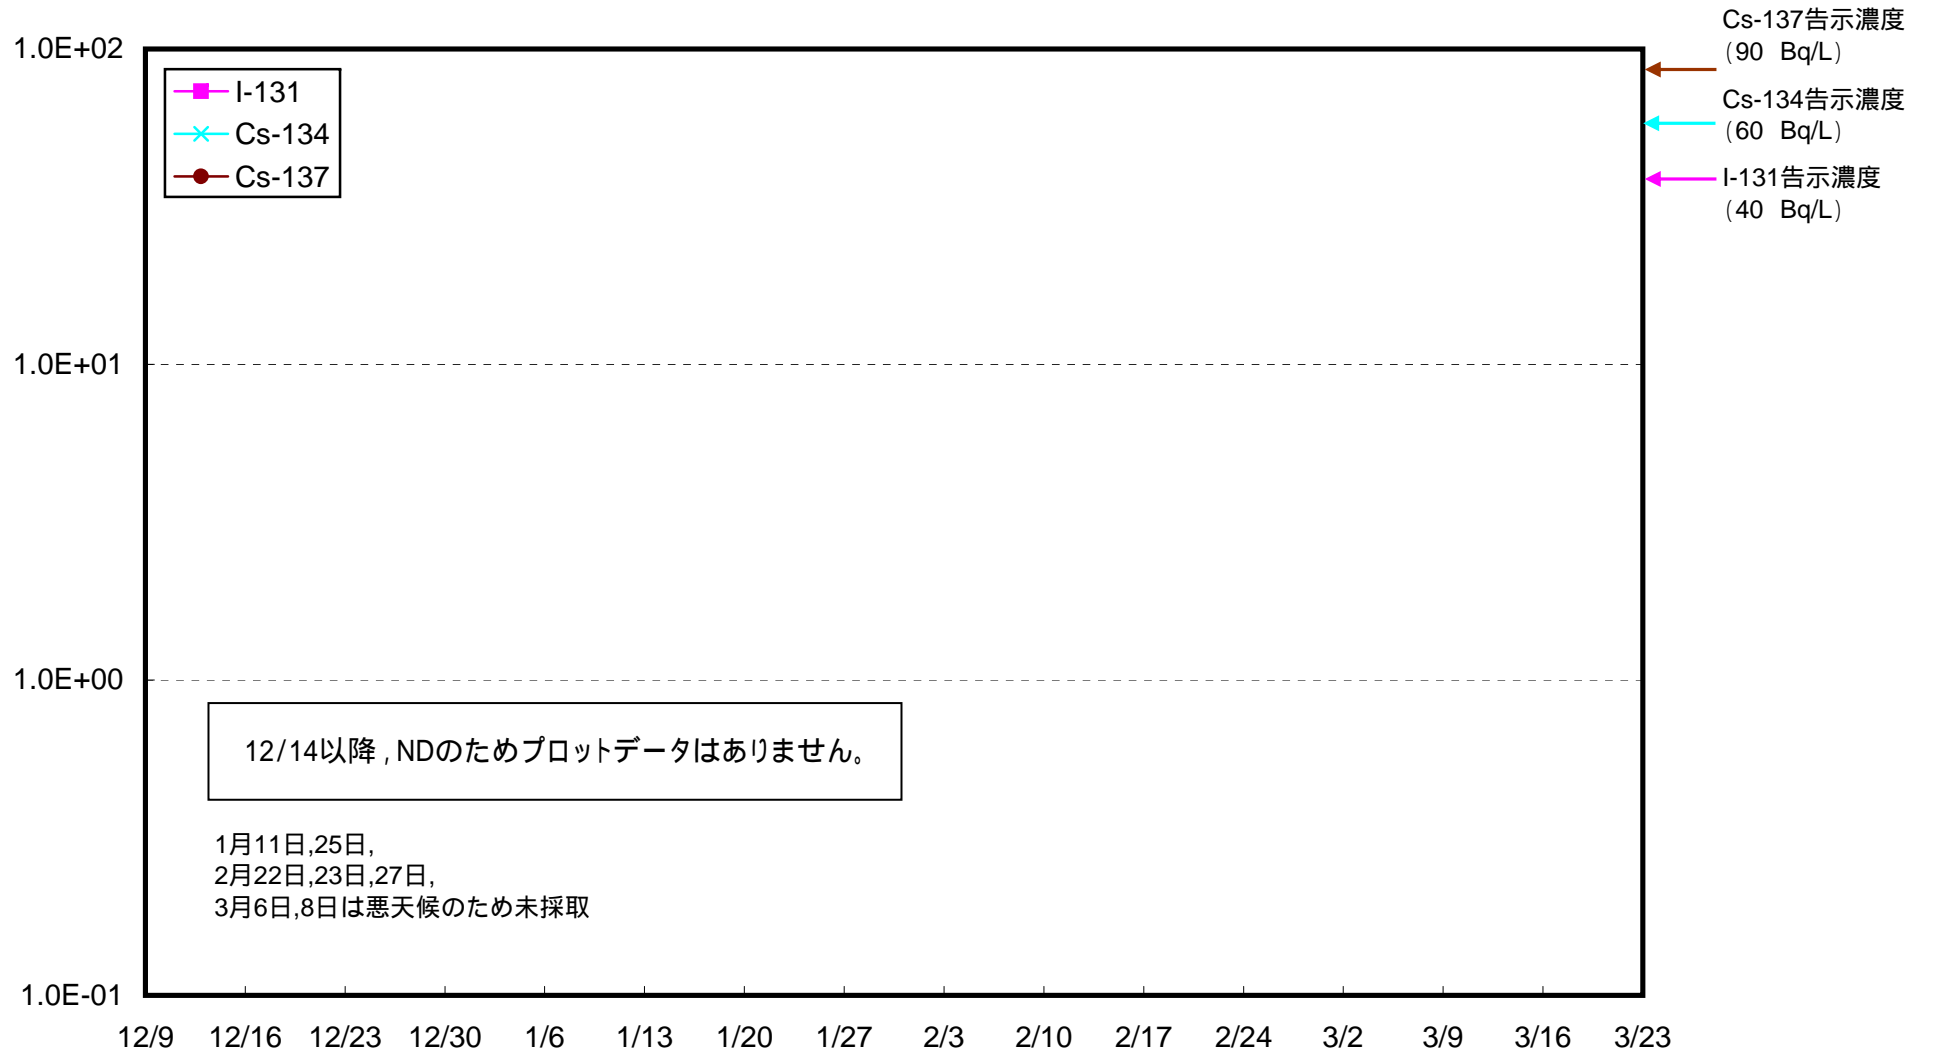 Cs-137告示濃度
(90 Bq/L)
Cs-134告示濃度
(60 Bq/L)
I-131告示濃度
(40 Bq/L)
1.0E+02
1.0E+01
1.0E+00
1.0E-01
I-131
Cs-134
Cs-137
12/14以降,NDのためプロットデータはありません。
1月11日,25日,
2月22日,23日,27日,
3月6日,8日は悪天候のため未採取
12/9 12/16 12/23 12/30 1/6 1/13 1/20 1/27 2/3 2/10 2/17 2/24 3/2 3/9 3/16 3/23